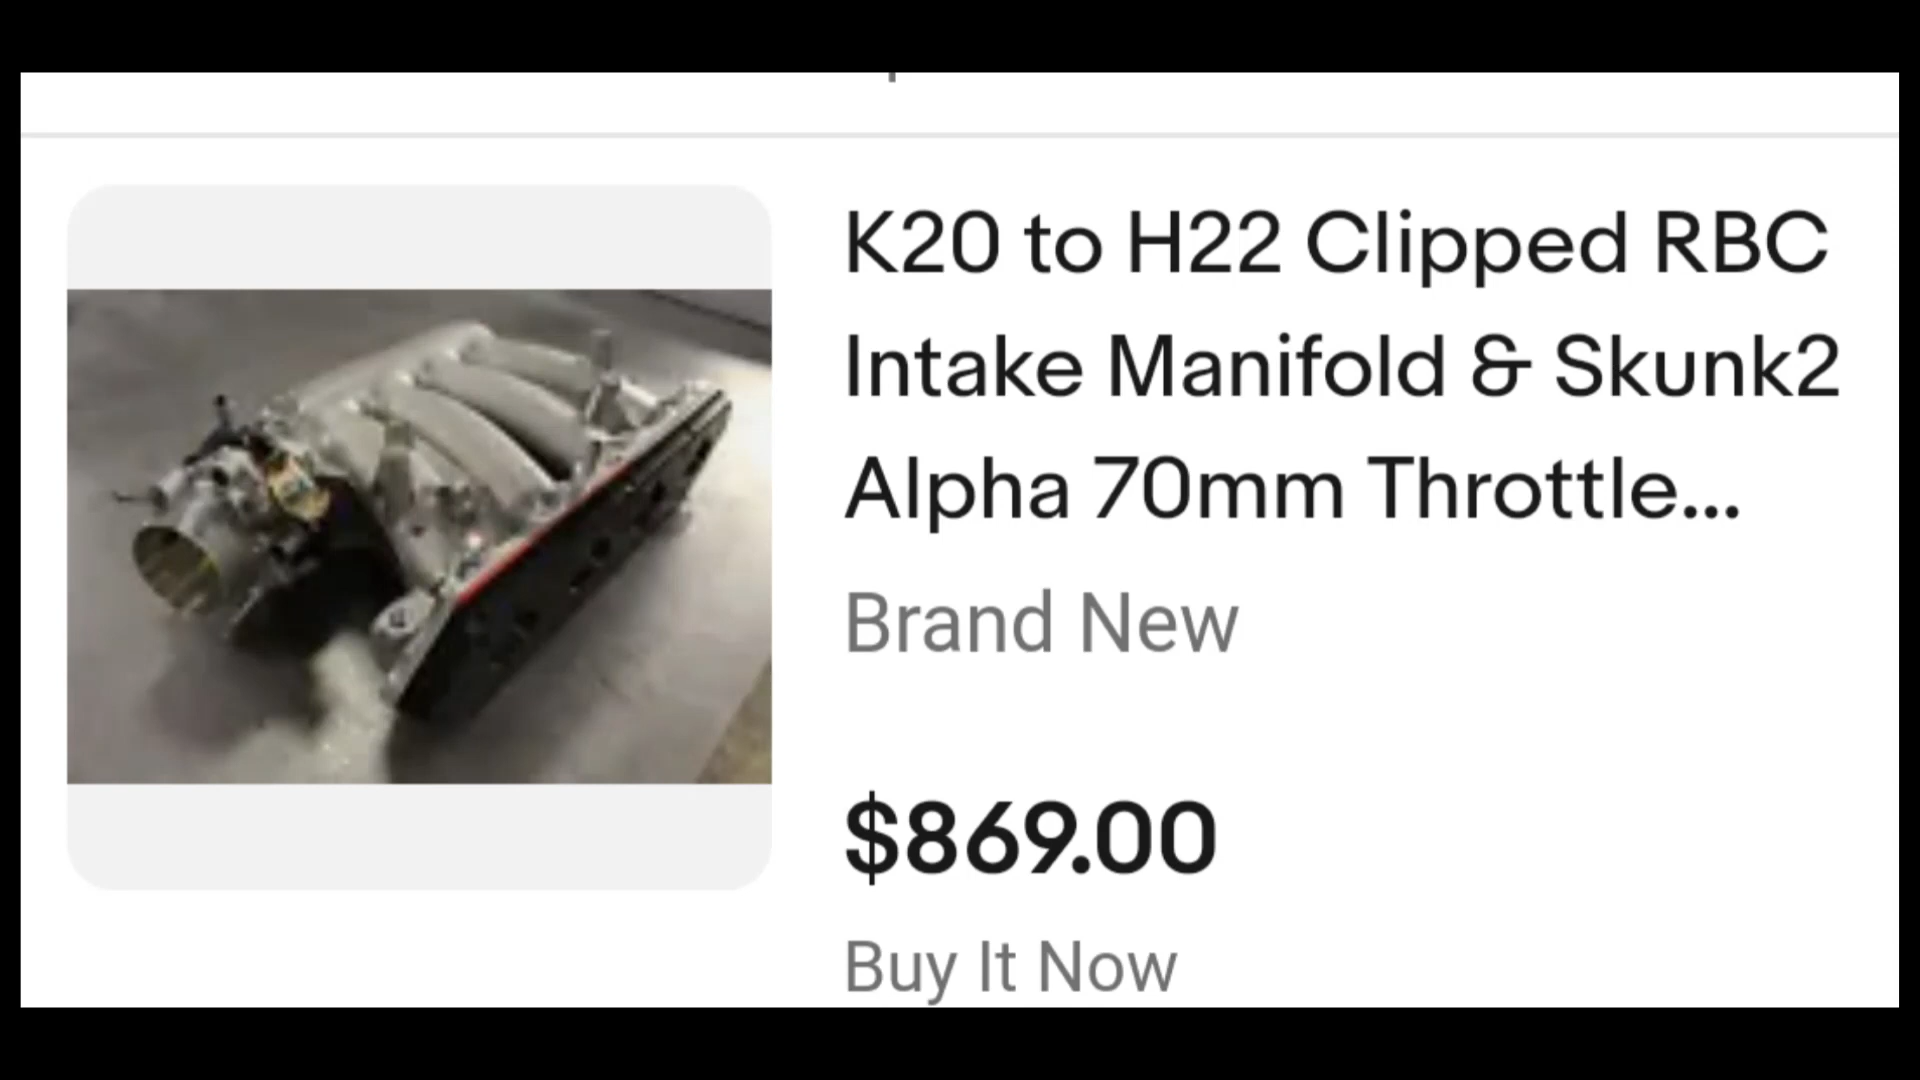 K20 to H22 Clipped RBC
Intake Manifold & Skunk2
Alpha 70mm Throttle...
Brand New
$869.00
Buy It Now